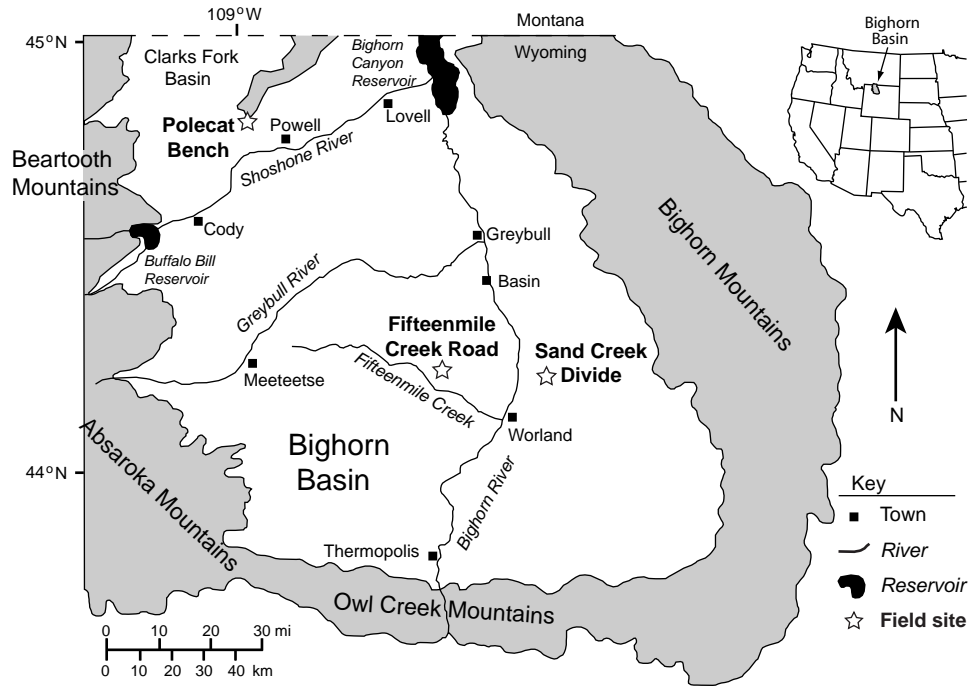 109°W
Montana
Wyoming
45°N
Clarks Fork
Basin
Bighorn
Canyon
Reservoir
Bighorn
Basin
Polecat
Bench
Powell
Lovell
Shoshone River
Beartooth
Mountains
Cody
Buffalo Bill
Reservoir
Greybull
Basin
Greybull River
Bighorn Mountains
Fifteenmile
Creek Road
Sand Creek
Divide
Meeteetse
Fifteenmile Creek
Worland
N
Absaroka Mountains
Bighorn
Basin
44°N
Bighorn River
Thermopolis
Owl Creek Mountains
Key
Town
River
Reservoir
Field site
0 10 20 30 mi
0 10 20 30 40 km